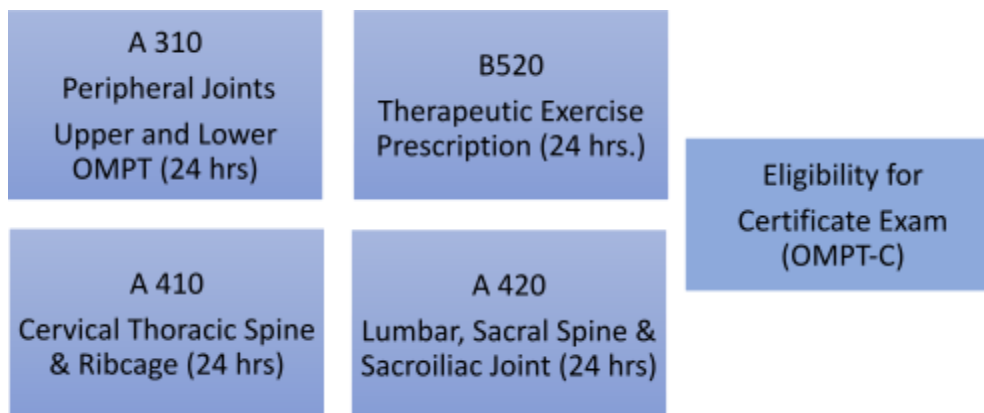 A 310
Peripheral Joints
Upper and Lower
OMPT (24 hrs)
B520
Therapeutic Exercise
Prescription (24 hrs.)
A 410
Cervical Thoracic Spine
& Ribcage (24 hrs)
A 420
Lumbar, Sacral Spine &
Sacroiliac Joint (24 hrs)
Eligibility for
Certificate Exam
(OMPT-C)